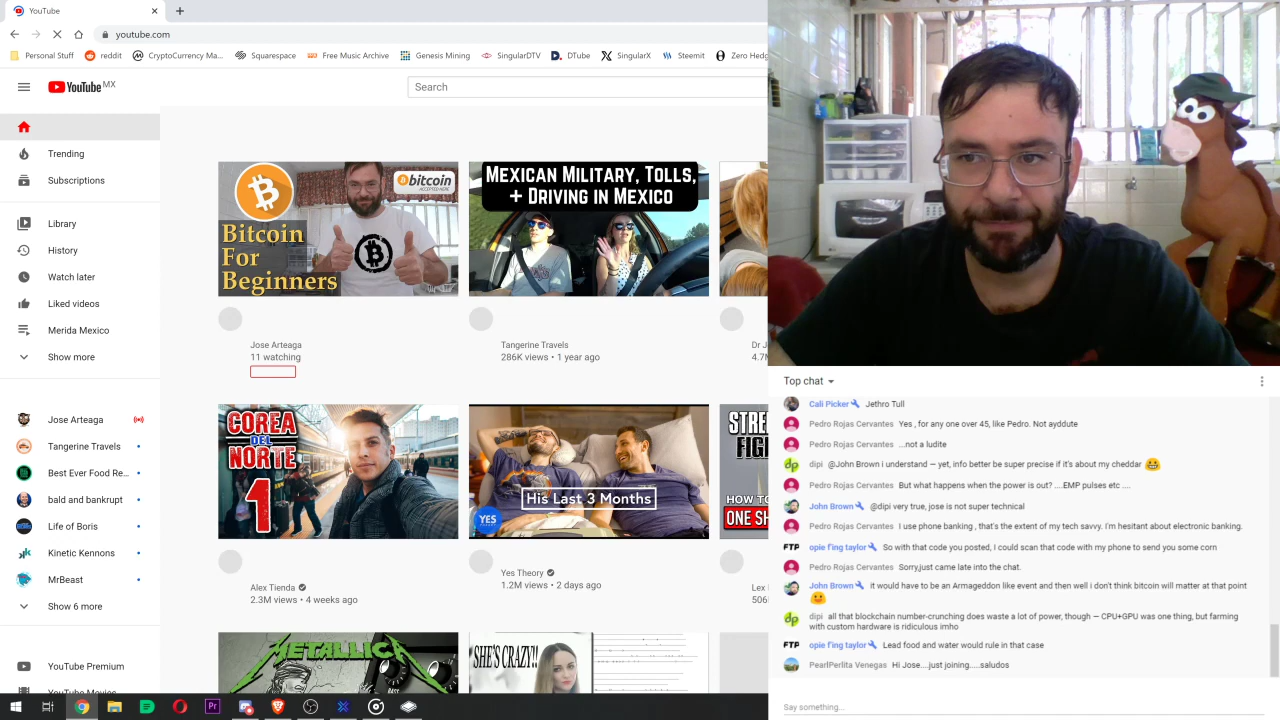 YouTube
youtube.com
Personal Stuff
reddit
CryptoCurrency Ma...
Squarespace
Free Music Archive
Genesis Mining
SingularDTV
DTube
SingularX
Steemit
Zero Hedg
YouTube MX
Search
Trending
Subscriptions
Library
History
Watch later
Liked videos
Merida Mexico
Show more
Jose Arteaga
Tangerine Travels
Best Ever Food Re...
bald and bankrupt
Life of Boris
Kinetic Kennons
MrBeast
Show 6 more
YouTube Premium
YouTube Movies
bitcoin
ACCEPTED HERE
Bitcoin
For
Beginners
Jose Arteaga
11 watching
MEXICAN MILITARY, TOLLS,
+ DRIVING IN MEXICO
Tangerine Travels
286K views • 1 year ago
Dr J
4.7M
COREA
DEL
NORTE
1
Alex Tienda
2.3M views • 4 weeks ago
His Last 3 Months
YES
Yes Theory
1.2M views • 2 days ago
STRE
FIG
HOW TO
ONE SH
Lex
506
METALLICA
SHE'S CRAZY!!
Pr
Top chat
Cali Picker Jethro Tull
Pedro Rojas Cervantes Yes , for any one over 45, like Pedro. Not ayddute
Pedro Rojas Cervantes ...not a ludite
dipi @John Brown i understand — yet, info better be super precise if it's about my cheddar
Pedro Rojas Cervantes But what happens when the power is out? ....EMP pulses etc ....
John Brown @dipi very true, jose is not super technical
Pedro Rojas Cervantes I use phone banking , that's the extent of my tech savvy. I'm hesitant about electronic banking.
FTP opie f'ing taylor So with that code you posted, I could scan that code with my phone to send you some corn
Pedro Rojas Cervantes Sorry,just came late into the chat.
John Brown it would have to be an Armageddon like event and then well i don't think bitcoin will matter at that point
dp dipi all that blockchain number-crunching does waste a lot of power, though — CPU+GPU was one thing, but farming
with custom hardware is ridiculous imho
FTP opie f'ing taylor Lead food and water would rule in that case
PearlPerlita Venegas Hi Jose....just joining.....saludos
Say something...